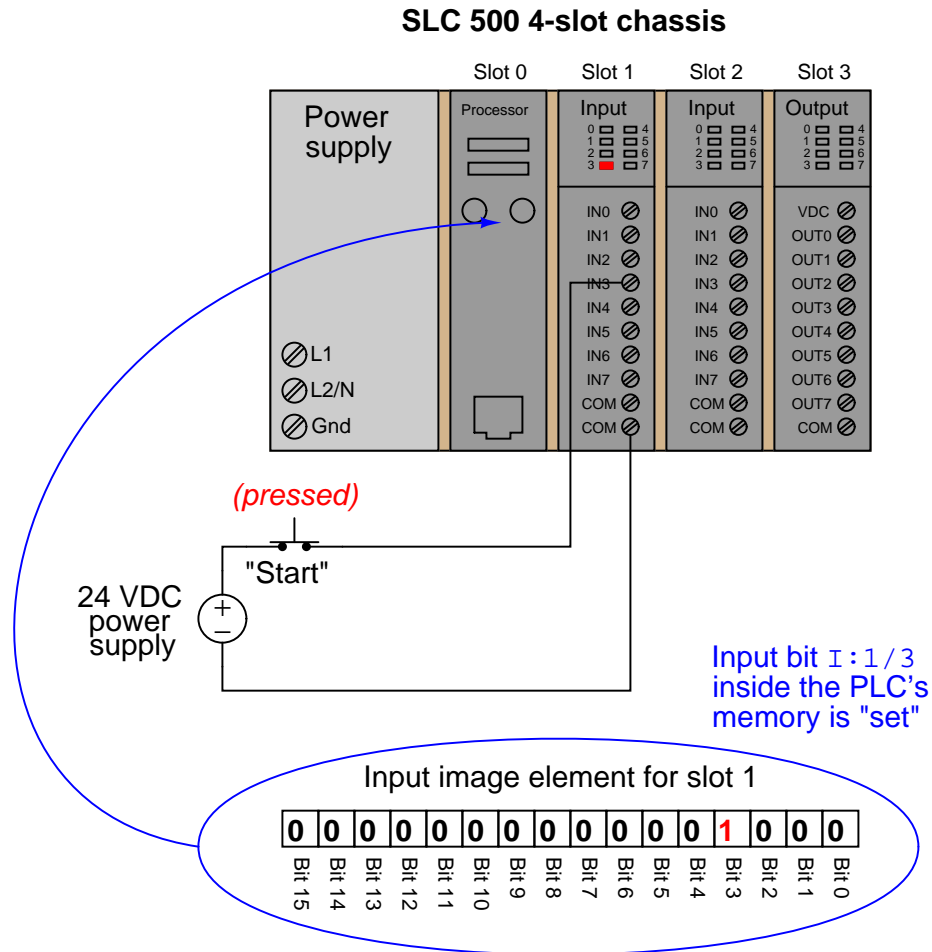 SLC 500 4-slot chassis
Slot 0 Slot 1 Slot 2 Slot 3
Power
supply
Processor
Input
0 4
1 5
2 6
3 7
Input
0 4
1 5
2 6
3 7
Output
0 4
1 5
2 6
3 7
IN0
IN1
IN2
IN3
IN4
IN5
IN6
IN7
COM
COM
IN0
IN1
IN2
IN3
IN4
IN5
IN6
IN7
COM
COM
VDC
OUT0
OUT1
OUT2
OUT3
OUT4
OUT5
OUT6
OUT7
COM
L1
L2/N
Gnd
(pressed)
"Start"
24 VDC
power
supply
+
−
Input bit I:1/3
inside the PLC's
memory is "set"
Input image element for slot 1
0 0 0 0 0 0 0 0 0 0 0 0 1 0 0 0
Bit 15 Bit 14 Bit 13 Bit 12 Bit 11 Bit 10 Bit 9 Bit 8 Bit 7 Bit 6 Bit 5 Bit 4 Bit 3 Bit 2 Bit 1 Bit 0